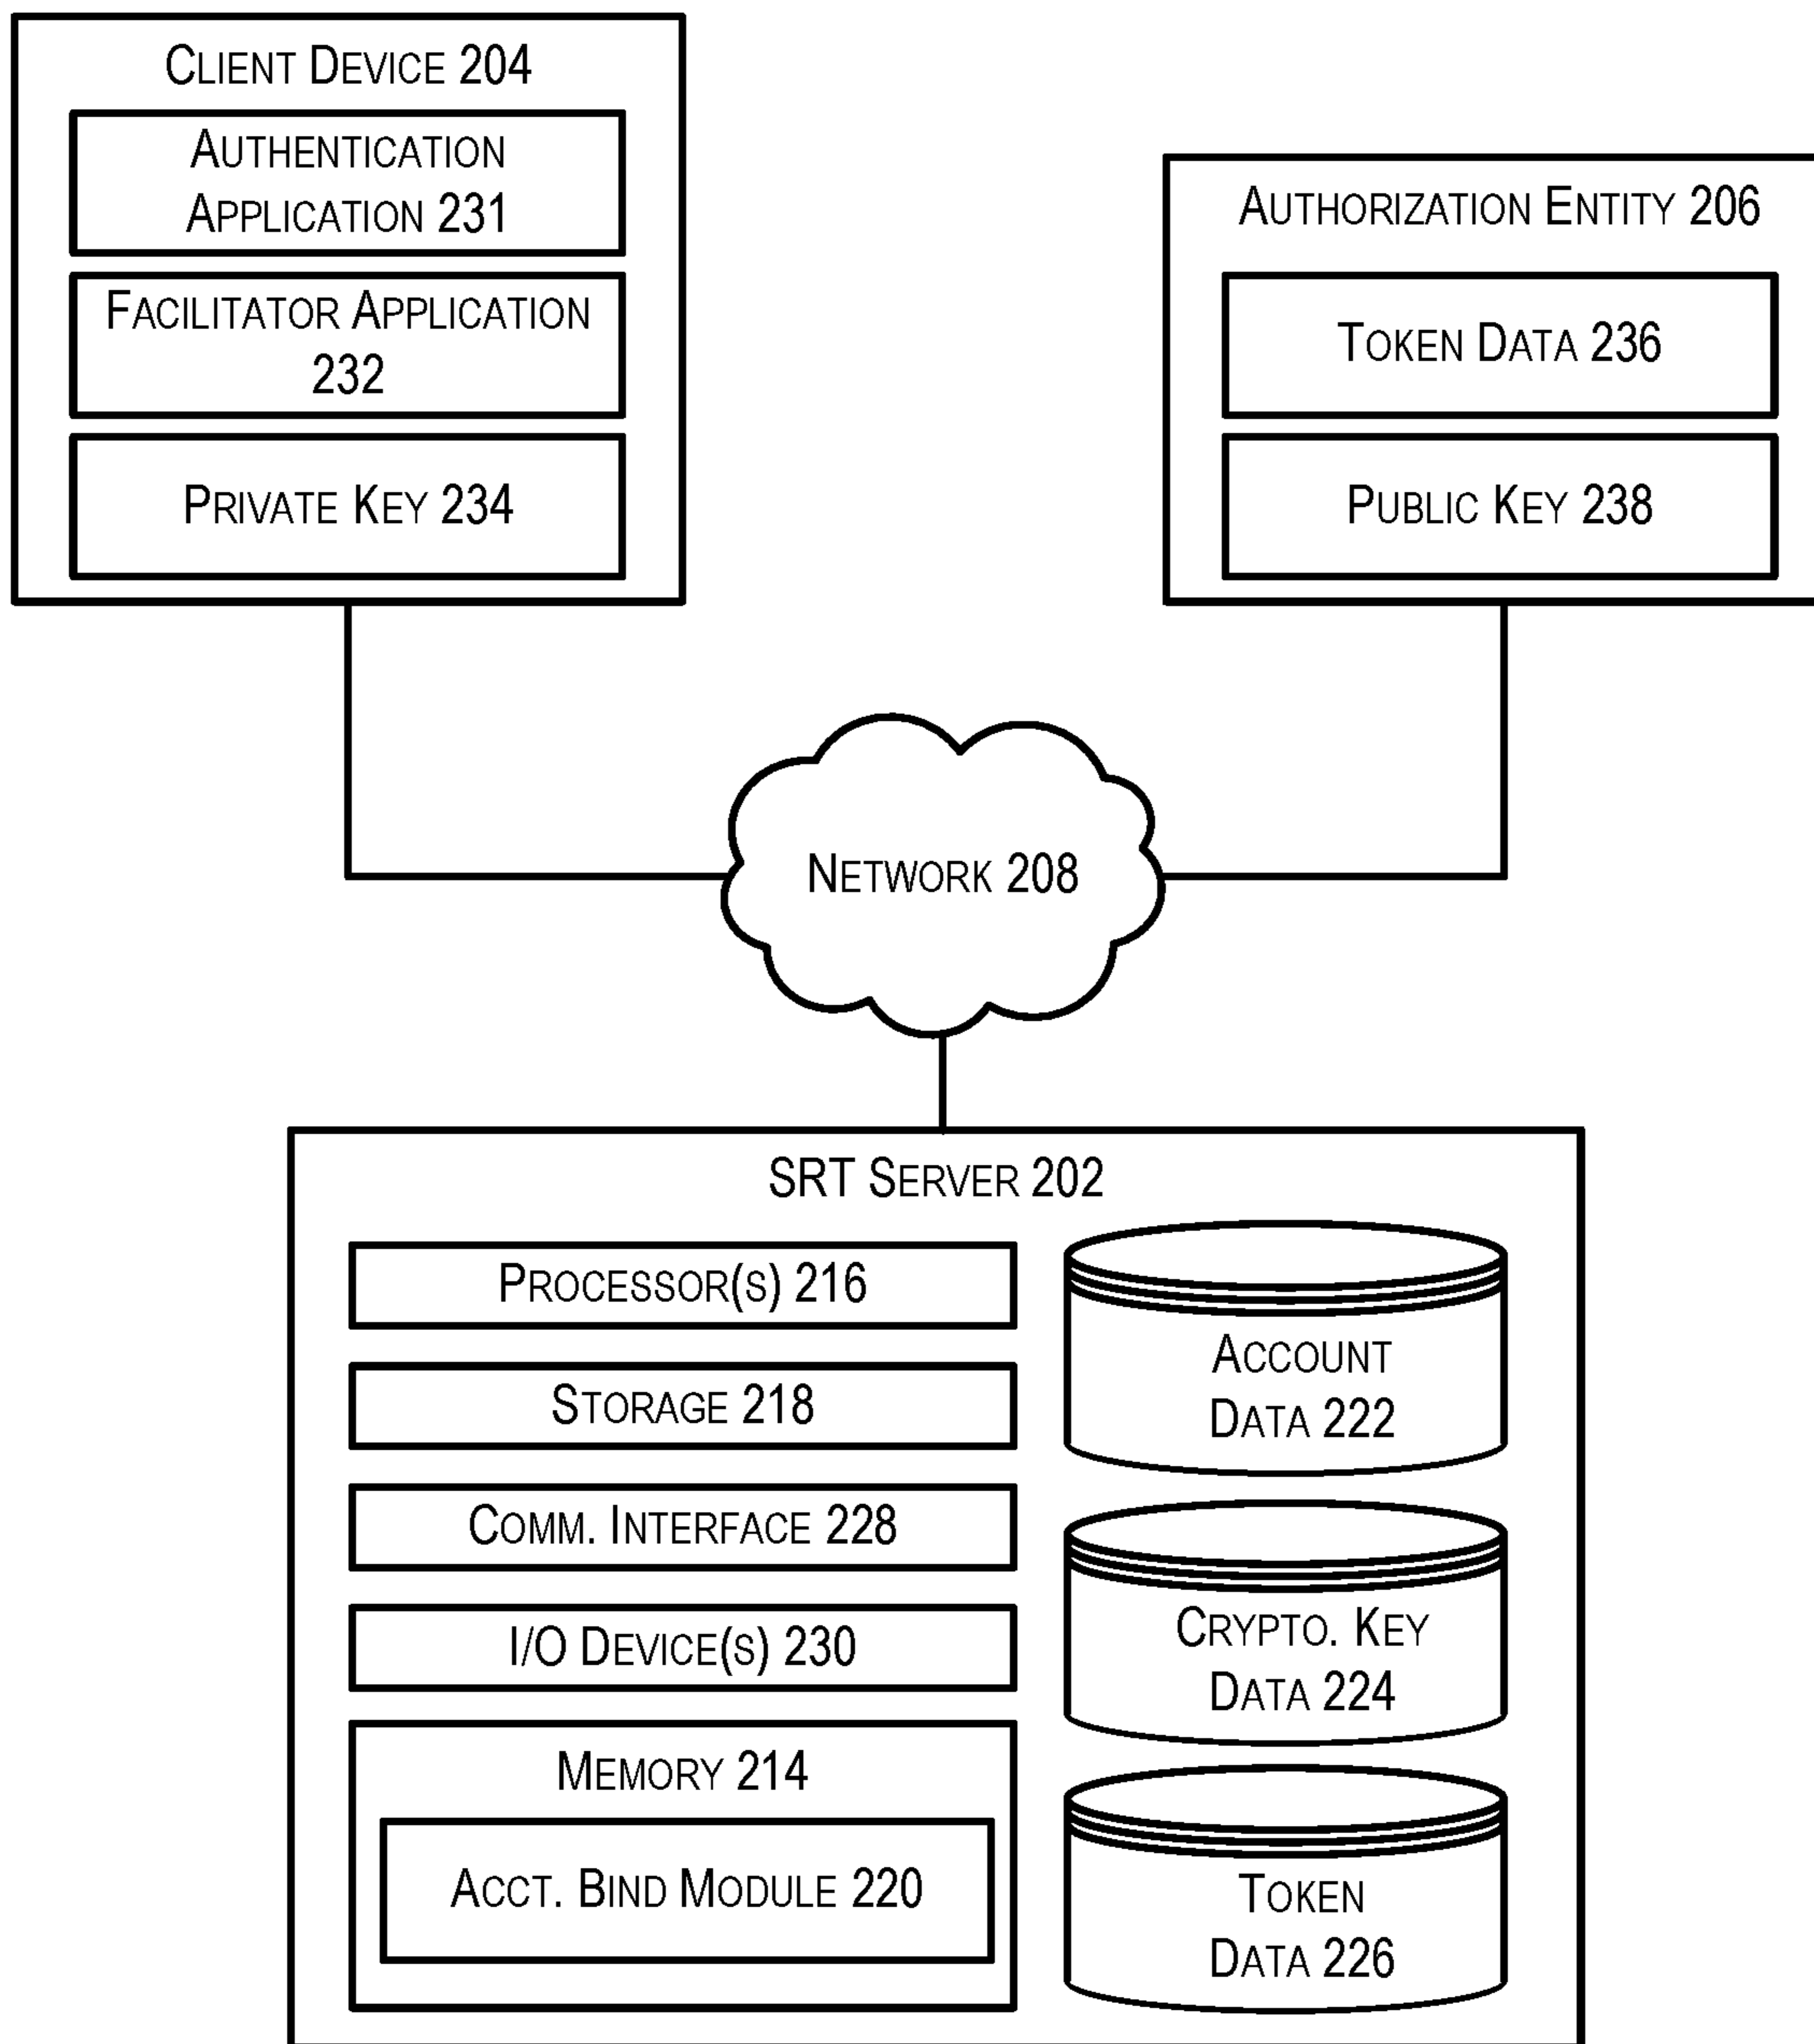 Client Device 204
Authentication
Application 231
Facilitator Application
232
Private Key 234
Authorization Entity 206
Token Data 236
Public Key 238
Network 208
SRT Server 202
Processor(s) 216
Storage 218
Comm. Interface 228
I/O Device(s) 230
Memory 214
Acct. Bind Module 220
Account
Data 222
Crypto. Key
Data 224
Token
Data 226